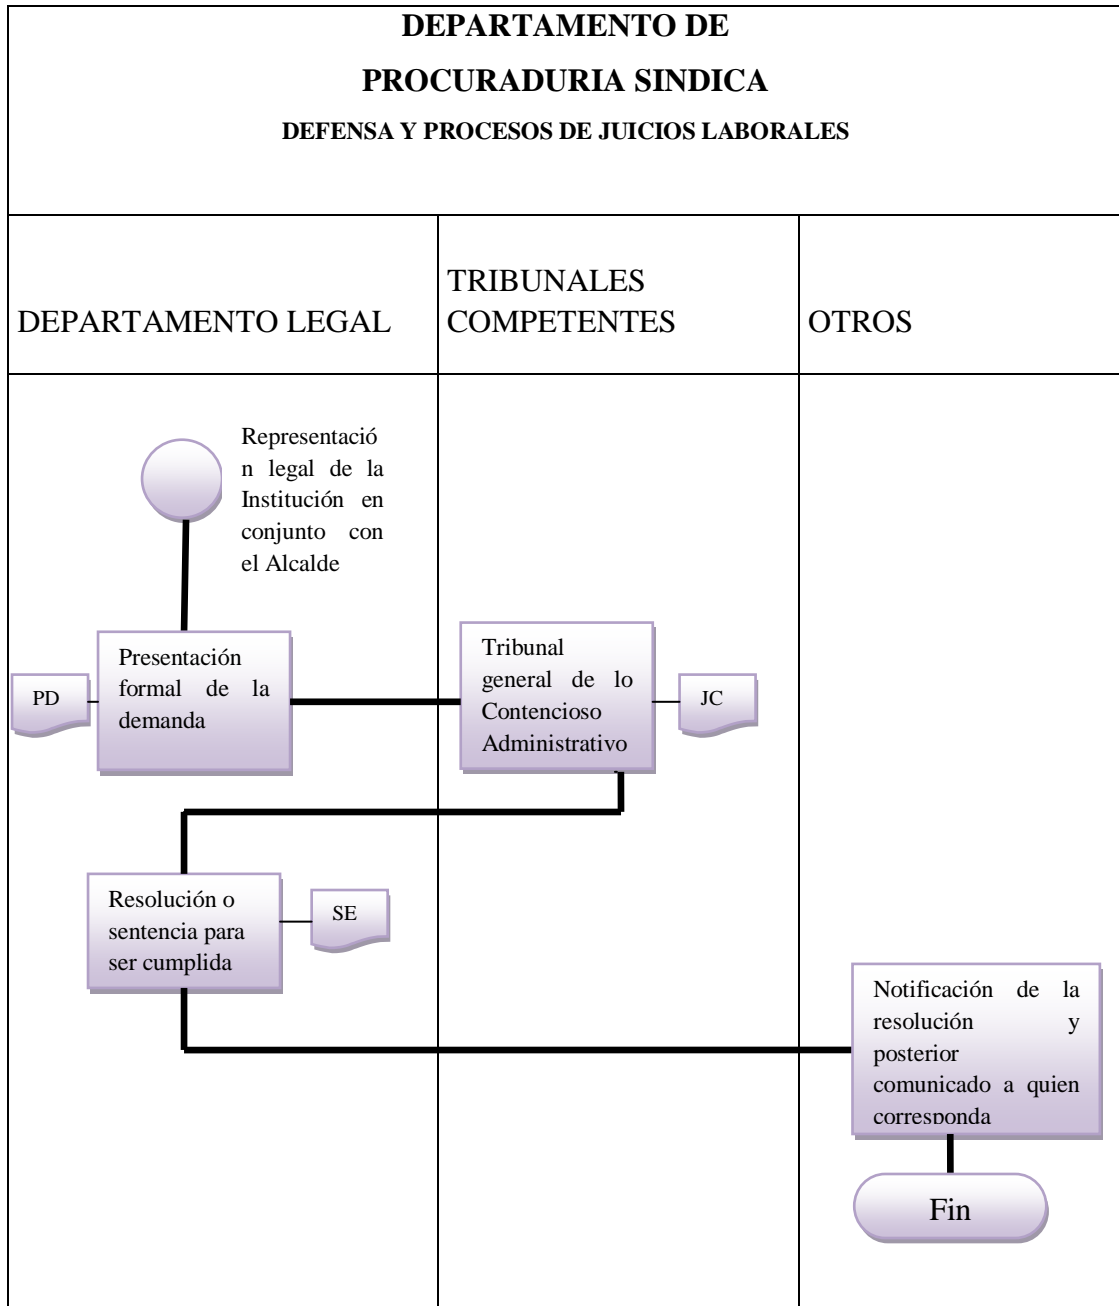 DEPARTAMENTO DE
PROCURADURIA SINDICA
DEFENSA Y PROCESOS DE JUICIOS LABORALES
DEPARTAMENTO LEGAL
TRIBUNALES
COMPETENTES
OTROS
Representació
n legal de la
Institución en
conjunto con
el Alcalde
PD
Presentación
formal de la
demanda
Tribunal
general de lo
Contencioso
Administrativo
JC
Resolución o
sentencia para
ser cumplida
SE
Notificación de la
resolución y
posterior
comunicado a quien
corresponda
Fin